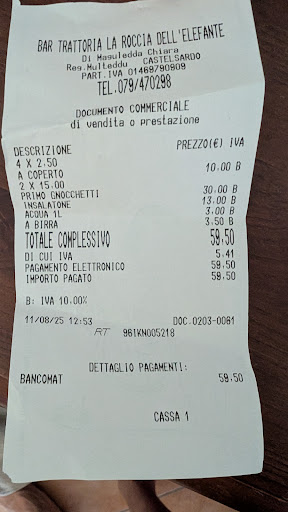 BAR TRATTORIA LA ROCCIA DELL'ELEFANTE
Di Maguledda Chiara
Reg.Multeddu CASTELSARDO
PART.IVA 01469790909
TEL.079/470298
DOCUMENTO COMMERCIALE
di vendita o prestazione
DESCRIZIONE PREZZO(€) IVA
4 X 2.50
A COPERTO 10.00 B
2 X 15.00
PRIMO GNOCCHETTI 30.00 B
INSALATONE 13.00 B
ACQUA 1L 3.00 B
A BIRRA 3.50 B
TOTALE COMPLESSIVO 59.50
DI CUI IVA 5.41
PAGAMENTO ELETTRONICO 59.50
IMPORTO PAGATO 59.50
B: IVA 10.00%
11/08/25 12:53 DOC.0203-0081
RT 96IKN005218
DETTAGLIO PAGAMENTI:
BANCOMAT 59.50
CASSA 1